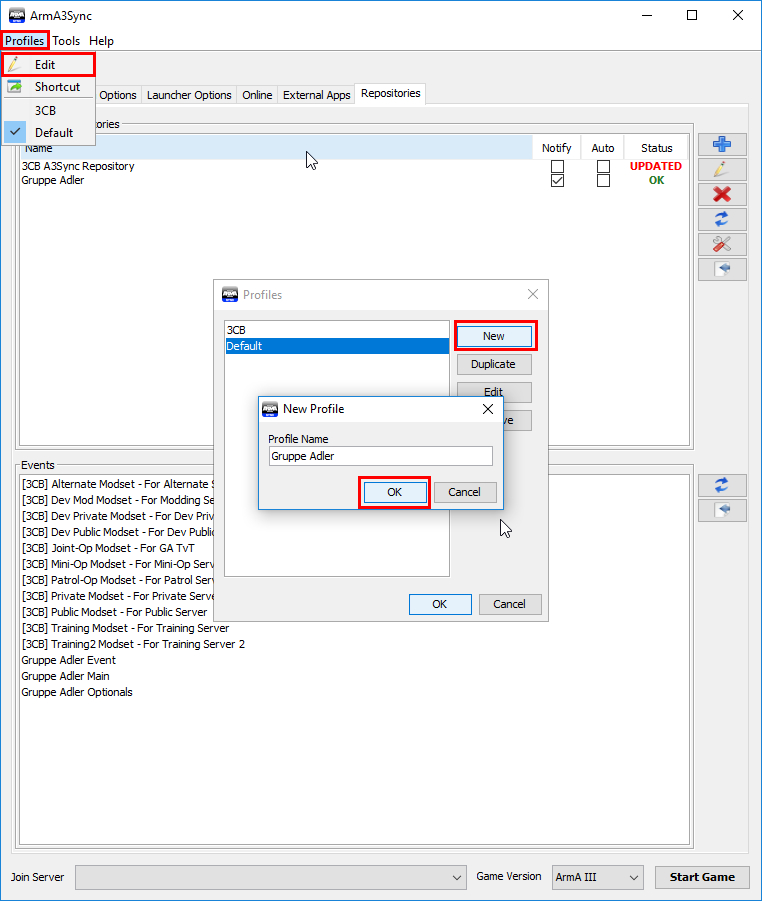 ArmA3Sync
Profiles Tools Help
Edit
Shortcut
3CB
Default
Options Launcher Options Online External Apps Repositories
Name Notify Auto Status
3CB A3Sync Repository UPDATED
Gruppe Adler OK
Profiles
3CB
Default
New
Duplicate
Edit
New Profile
Profile Name
Gruppe Adler
OK Cancel
OK Cancel
Events
[3CB] Alternate Modset - For Alternate
[3CB] Dev Mod Modset - For Modding Se
[3CB] Dev Private Modset - For Dev Priv
[3CB] Dev Public Modset - For Dev Public
[3CB] Joint-Op Modset - For GA TvT
[3CB] Mini-Op Modset - For Mini-Op Serv
[3CB] Patrol-Op Modset - For Patrol Serv
[3CB] Private Modset - For Private Serve
[3CB] Public Modset - For Public Server
[3CB] Training Modset - For Training Server
[3CB] Training2 Modset - For Training Server 2
Gruppe Adler Event
Gruppe Adler Main
Gruppe Adler Optionals
Join Server Game Version ArmA III Start Game